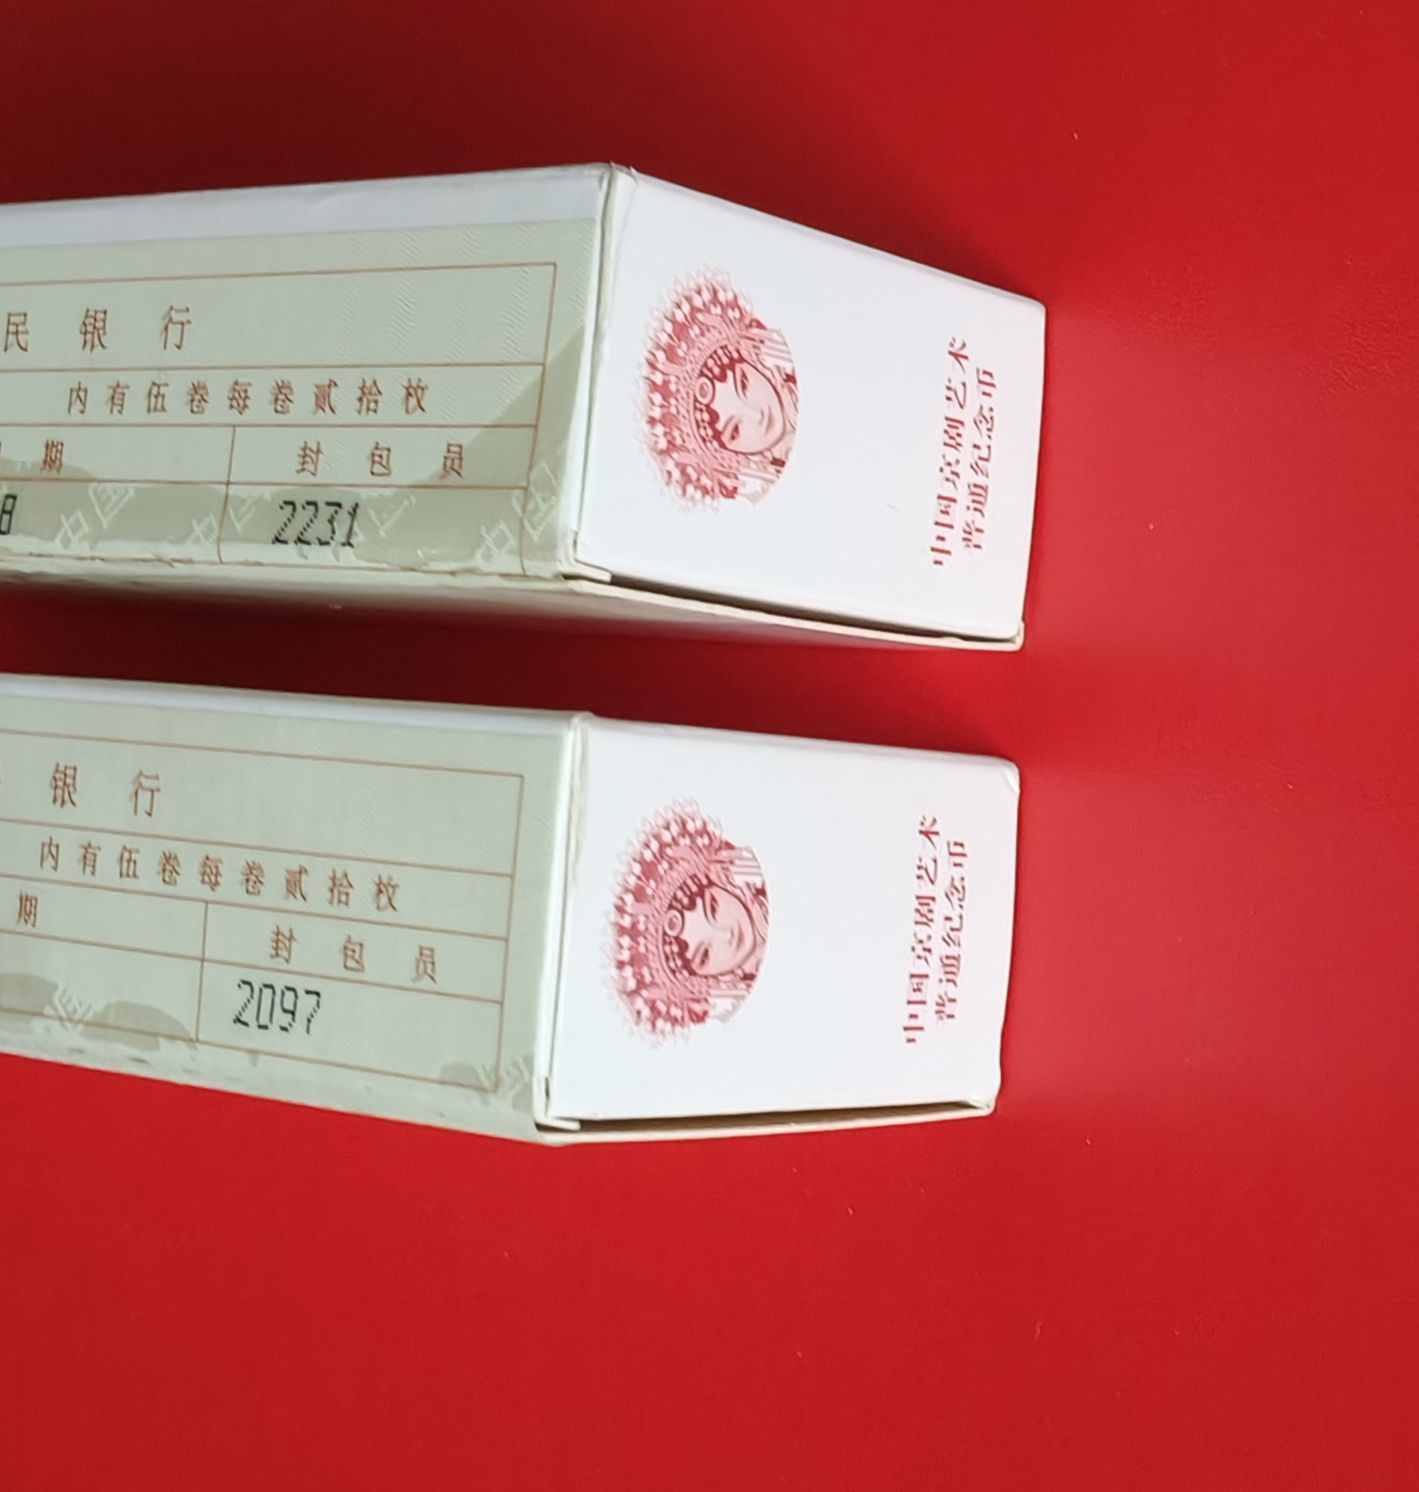 民银行
内有伍卷每卷贰拾枚
期 封包员
8 2231
中国京剧艺术
普通纪念币
银行
内有伍卷每卷贰拾枚
期 封包员
2097
中国京剧艺术
普通纪念币